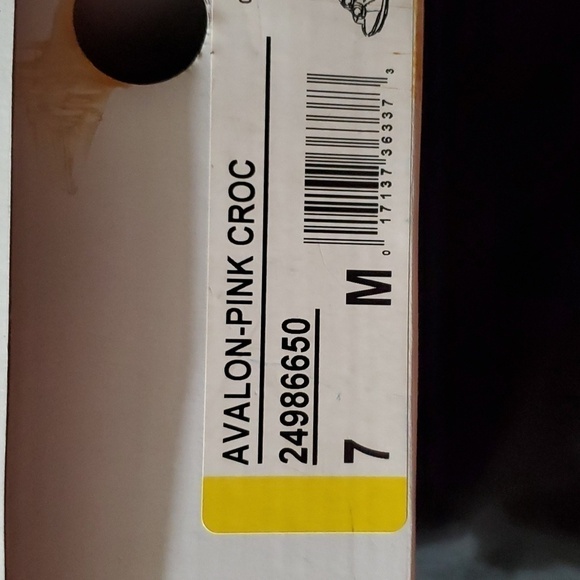 AVALON-PINK CROC
24986650
7 M
0 17137 36337 3